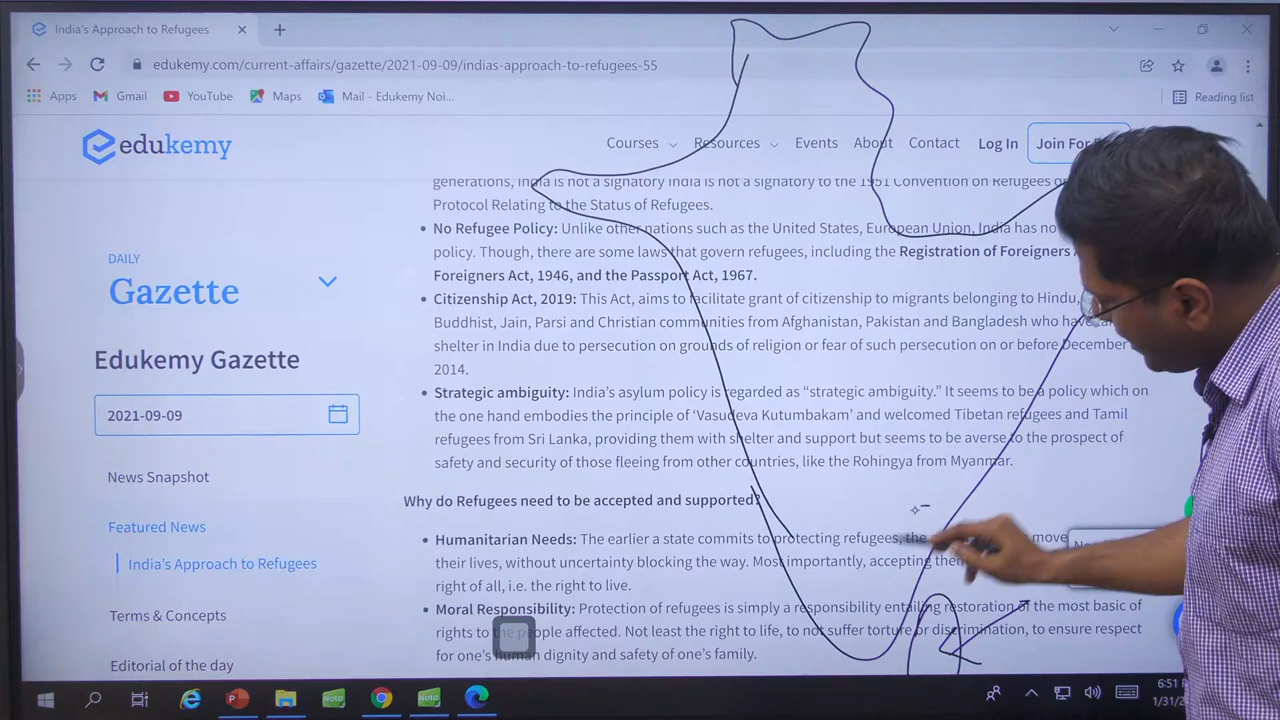 India's Approach to Refugees
edukemy.com/current-affairs/gazette/2021-09-09/indias-approach-to-refugees-55
Apps Gmail YouTube Maps Mail - Edukemy Noi... Reading list
edukemy
Courses Resources Events About Contact Log In Join For
generations, India is not a signatory India is not a signatory to the 1951 Convention on Refugees
Protocol Relating to the Status of Refugees.
No Refugee Policy: Unlike other nations such as the United States, European Union, India has no
policy. Though, there are some laws that govern refugees, including the Registration of Foreigners
Foreigners Act, 1946, and the Passport Act, 1967.
Citizenship Act, 2019: This Act, aims to facilitate grant of citizenship to migrants belonging to Hindu,
Buddhist, Jain, Parsi and Christian communities from Afghanistan, Pakistan and Bangladesh who have
shelter in India due to persecution on grounds of religion or fear of such persecution on or before December
2014.
Strategic ambiguity: India's asylum policy is regarded as “strategic ambiguity.” It seems to be a policy which on
the one hand embodies the principle of ‘Vasudeva Kutumbakam’ and welcomed Tibetan refugees and Tamil
refugees from Sri Lanka, providing them with shelter and support but seems to be averse to the prospect of
safety and security of those fleeing from other countries, like the Rohingya from Myanmar.
Why do Refugees need to be accepted and supported?
Humanitarian Needs: The earlier a state commits to protecting refugees, the move
their lives, without uncertainty blocking the way. Most importantly, accepting
right of all, i.e. the right to live.
Moral Responsibility: Protection of refugees is simply a responsibility entailing restoration of the most basic of
rights to the people affected. Not least the right to life, to not suffer torture or discrimination, to ensure respect
for one's human dignity and safety of one's family.
DAILY
Gazette
Edukemy Gazette
2021-09-09
News Snapshot
Featured News
India's Approach to Refugees
Terms & Concepts
Editorial of the day
Note Note
6:51
1/31/2